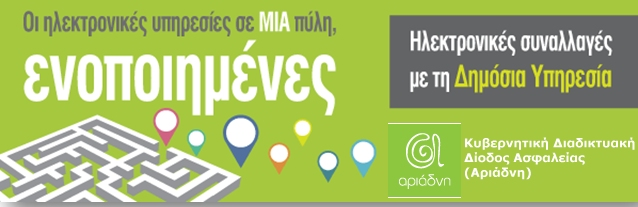 Οι ηλεκτρονικές υπηρεσίες σε ΜΙΑ πύλη,
ενοποιημένες
Ηλεκτρονικές συναλλαγές
με τη Δημόσια Υπηρεσία
αριάδνη
Κυβερνητική Διαδικτυακή
Δίοδος Ασφαλείας
(Αριάδνη)